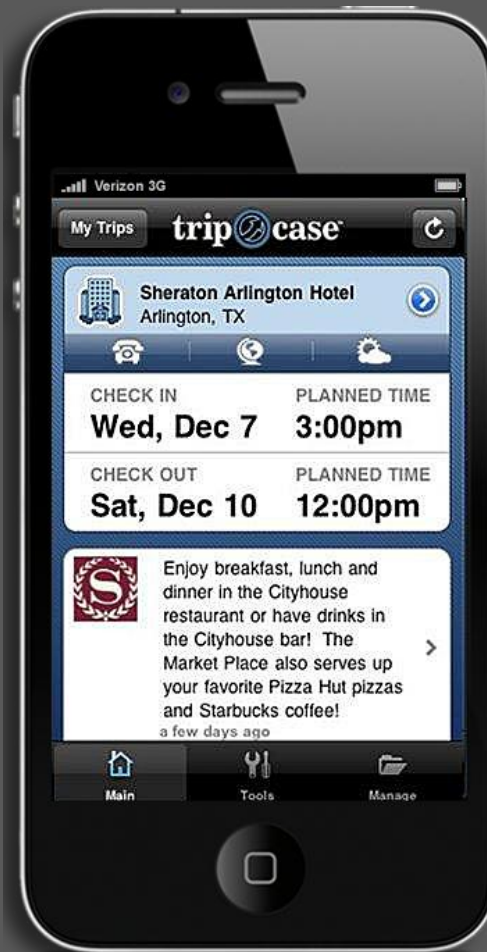 Verizon 3G
My Trips
tripcase™
Sheraton Arlington Hotel
Arlington, TX
CHECK IN PLANNED TIME
Wed, Dec 7 3:00pm
CHECK OUT PLANNED TIME
Sat, Dec 10 12:00pm
S
Enjoy breakfast, lunch and
dinner in the Cityhouse
restaurant or have drinks in
the Cityhouse bar! The
Market Place also serves up
your favorite Pizza Hut pizzas
and Starbucks coffee!
a few days ago
Main Tools Manage